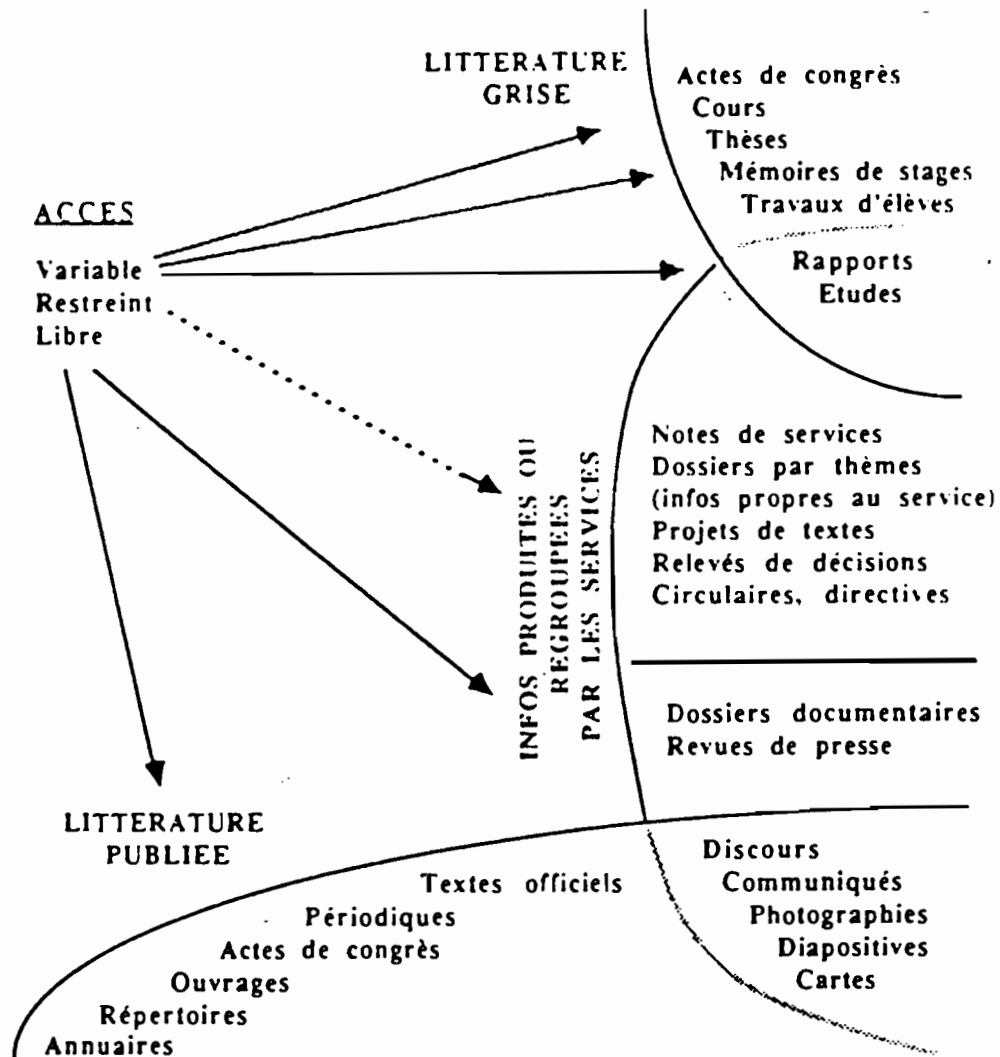 LITTERATURE
GRISE
Actes de congrès
Cours
Thèses
Mémoires de stages
Travaux d'élèves
Rapports
Etudes
ACCES
Variable
Restreint
Libre
INFOS PRODUITES OU
REGROUPEES
PAR LES SERVICES
Notes de services
Dossiers par thèmes
(infos propres au service)
Projets de textes
Relevés de décisions
Circulaires, directives
Dossiers documentaires
Revues de presse
LITTERATURE
PUBLIEE
Textes officiels
Périodiques
Actes de congrès
Ouvrages
Répertoires
Annuaires
Discours
Communiqués
Photographies
Diapositives
Cartes